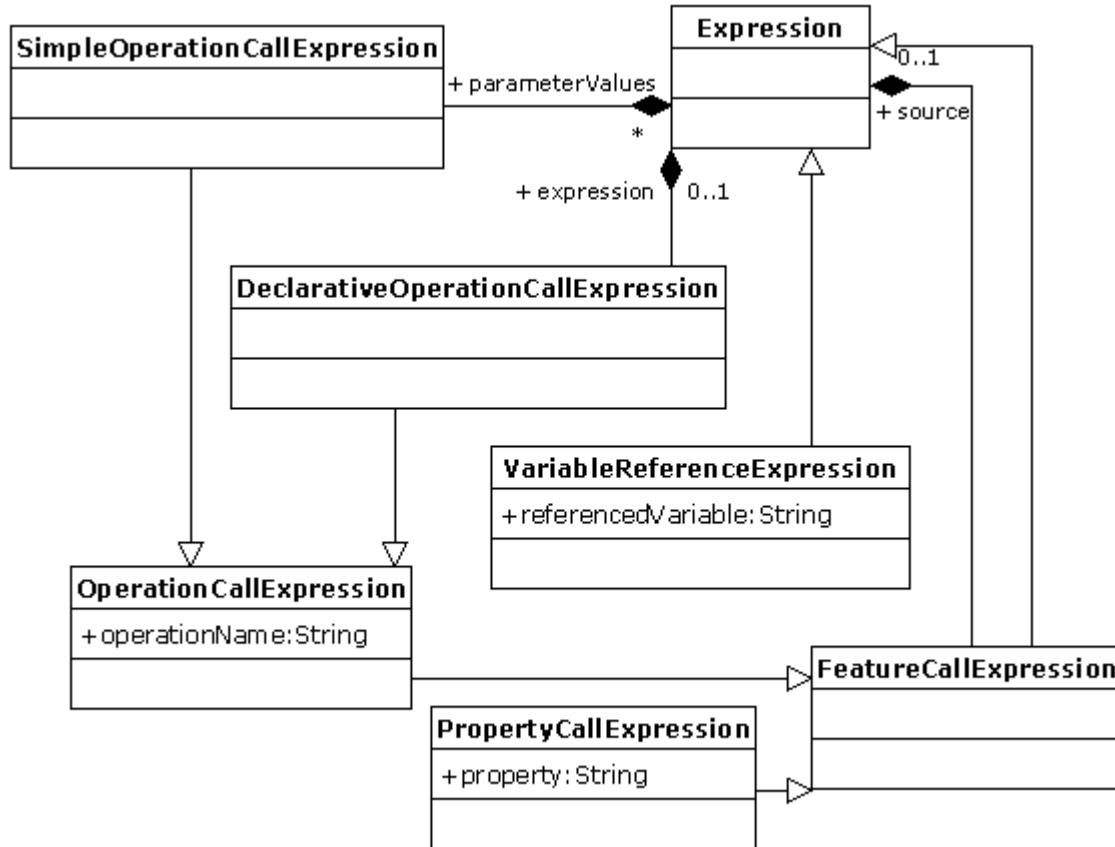 SimpleOperationCallExpression
Expression
0..1
+ parameterValues
+ source
*
+ expression
0..1
DeclarativeOperationCallExpression
VariableReferenceExpression
+referencedVariable:String
OperationCallExpression
+operationName:String
FeatureCallExpression
PropertyCallExpression
+property:String